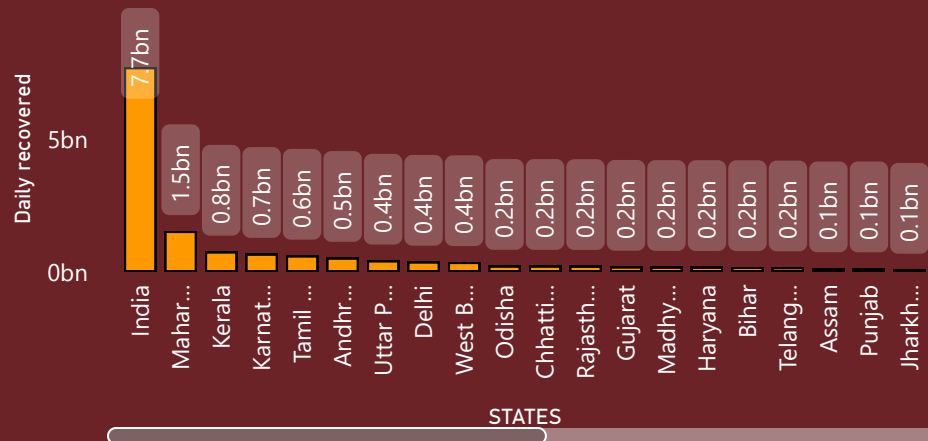 Daily recovered
5bn
0bn
7.7bn
1.5bn
0.8bn
0.7bn
0.6bn
0.5bn
0.4bn
0.4bn
0.4bn
0.2bn
0.2bn
0.2bn
0.2bn
0.2bn
0.2bn
0.2bn
0.2bn
0.1bn
0.1bn
0.1bn
India
Mahar...
Kerala
Karnat...
Tamil ...
Andhr...
Uttar P...
Delhi
West B...
Odisha
Chhatti...
Rajasth...
Gujarat
Madhy...
Haryana
Bihar
Telang...
Assam
Punjab
Jharkh...
STATES